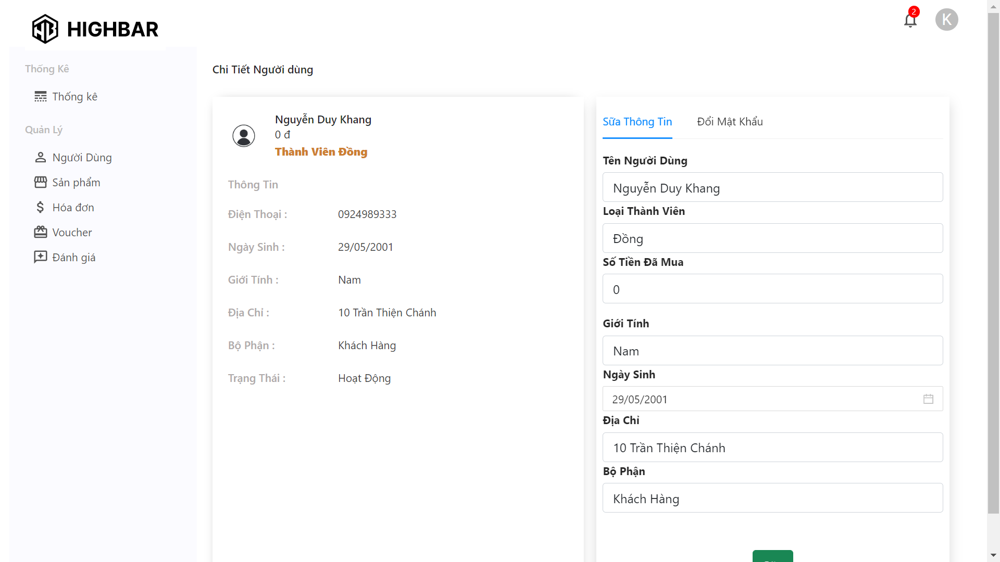 HIGHBAR
2
K
Thống Kê
Thống kê
Quản Lý
Người Dùng
Sản phẩm
Hóa đơn
Voucher
Đánh giá
Chi Tiết Người dùng
Nguyễn Duy Khang
0 đ
Thành Viên Đồng
Thông Tin
Điện Thoại : 0924989333
Ngày Sinh : 29/05/2001
Giới Tính : Nam
Địa Chỉ : 10 Trần Thiện Chánh
Bộ Phận : Khách Hàng
Trạng Thái : Hoạt Động
Sữa Thông Tin Đổi Mật Khẩu
Tên Người Dùng
Nguyễn Duy Khang
Loại Thành Viên
Đồng
Số Tiền Đã Mua
0
Giới Tính
Nam
Ngày Sinh
29/05/2001
Địa Chỉ
10 Trần Thiện Chánh
Bộ Phận
Khách Hàng